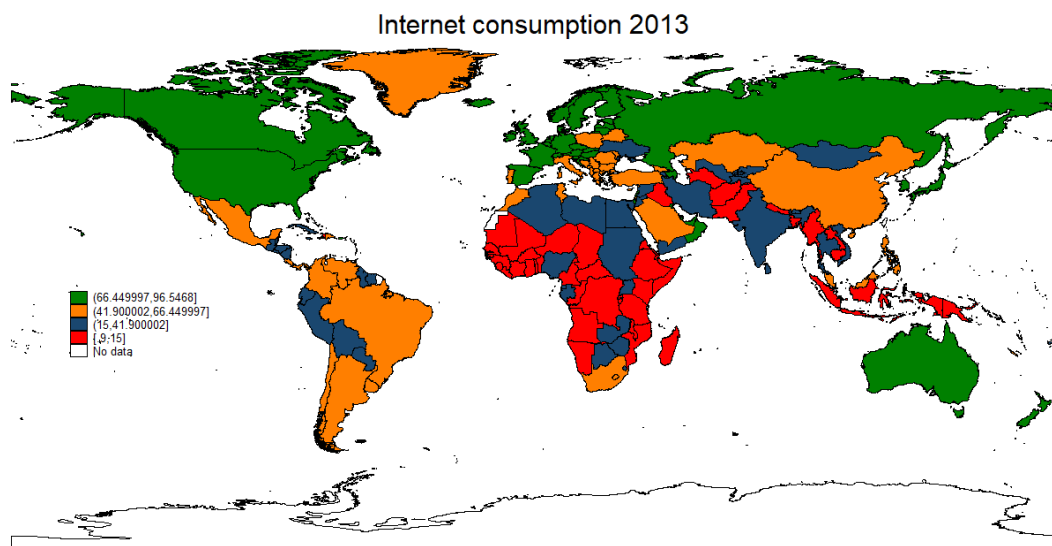 Internet consumption 2013
(66.449997,96.5468]
(41.900002,66.449997]
(15,41.900002]
[.9,15]
No data